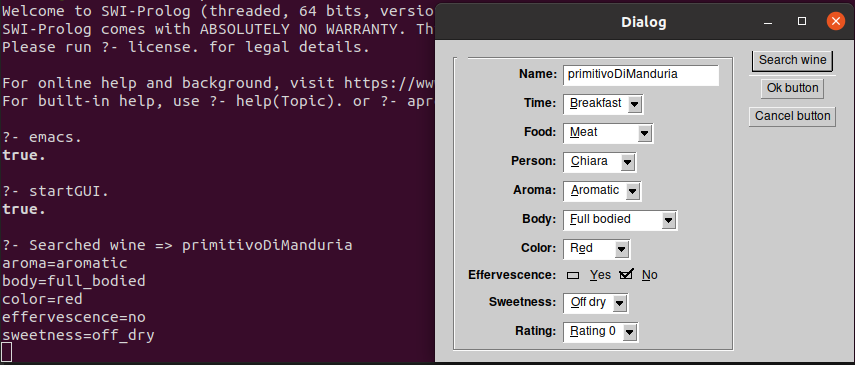 Welcome to SWI-Prolog (threaded, 64 bits, versio
SWI-Prolog comes with ABSOLUTELY NO WARRANTY. Th
Please run ?- license. for legal details.
For online help and background, visit https://ww
For built-in help, use ?- help(Topic). or ?- apr
?- emacs.
true.
?- startGUI.
true.
?- Searched wine => primitivoDiManduria
aroma=aromatic
body=full_bodied
color=red
effervescence=no
sweetness=off_dry
Dialog
Name: primitivoDiManduria
Time: Breakfast
Food: Meat
Person: Chiara
Aroma: Aromatic
Body: Full bodied
Color: Red
Effervescence: Yes No
Sweetness: Off dry
Rating: Rating 0
Search wine
Ok button
Cancel button